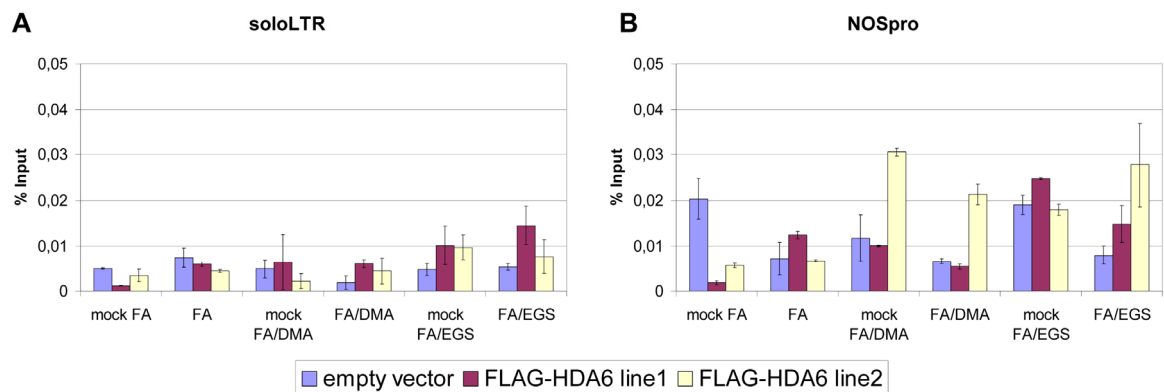 A
soloLTR
% Input
0,05
0,04
0,03
0,02
0,01
0
mock FA
FA
mock
FA/DMA
FA/DMA
mock
FA/EGS
FA/EGS
B
NOSpro
% Input
0,05
0,04
0,03
0,02
0,01
0
mock FA
FA
mock
FA/DMA
FA/DMA
mock
FA/EGS
FA/EGS
empty vector FLAG-HDA6 line1 FLAG-HDA6 line2